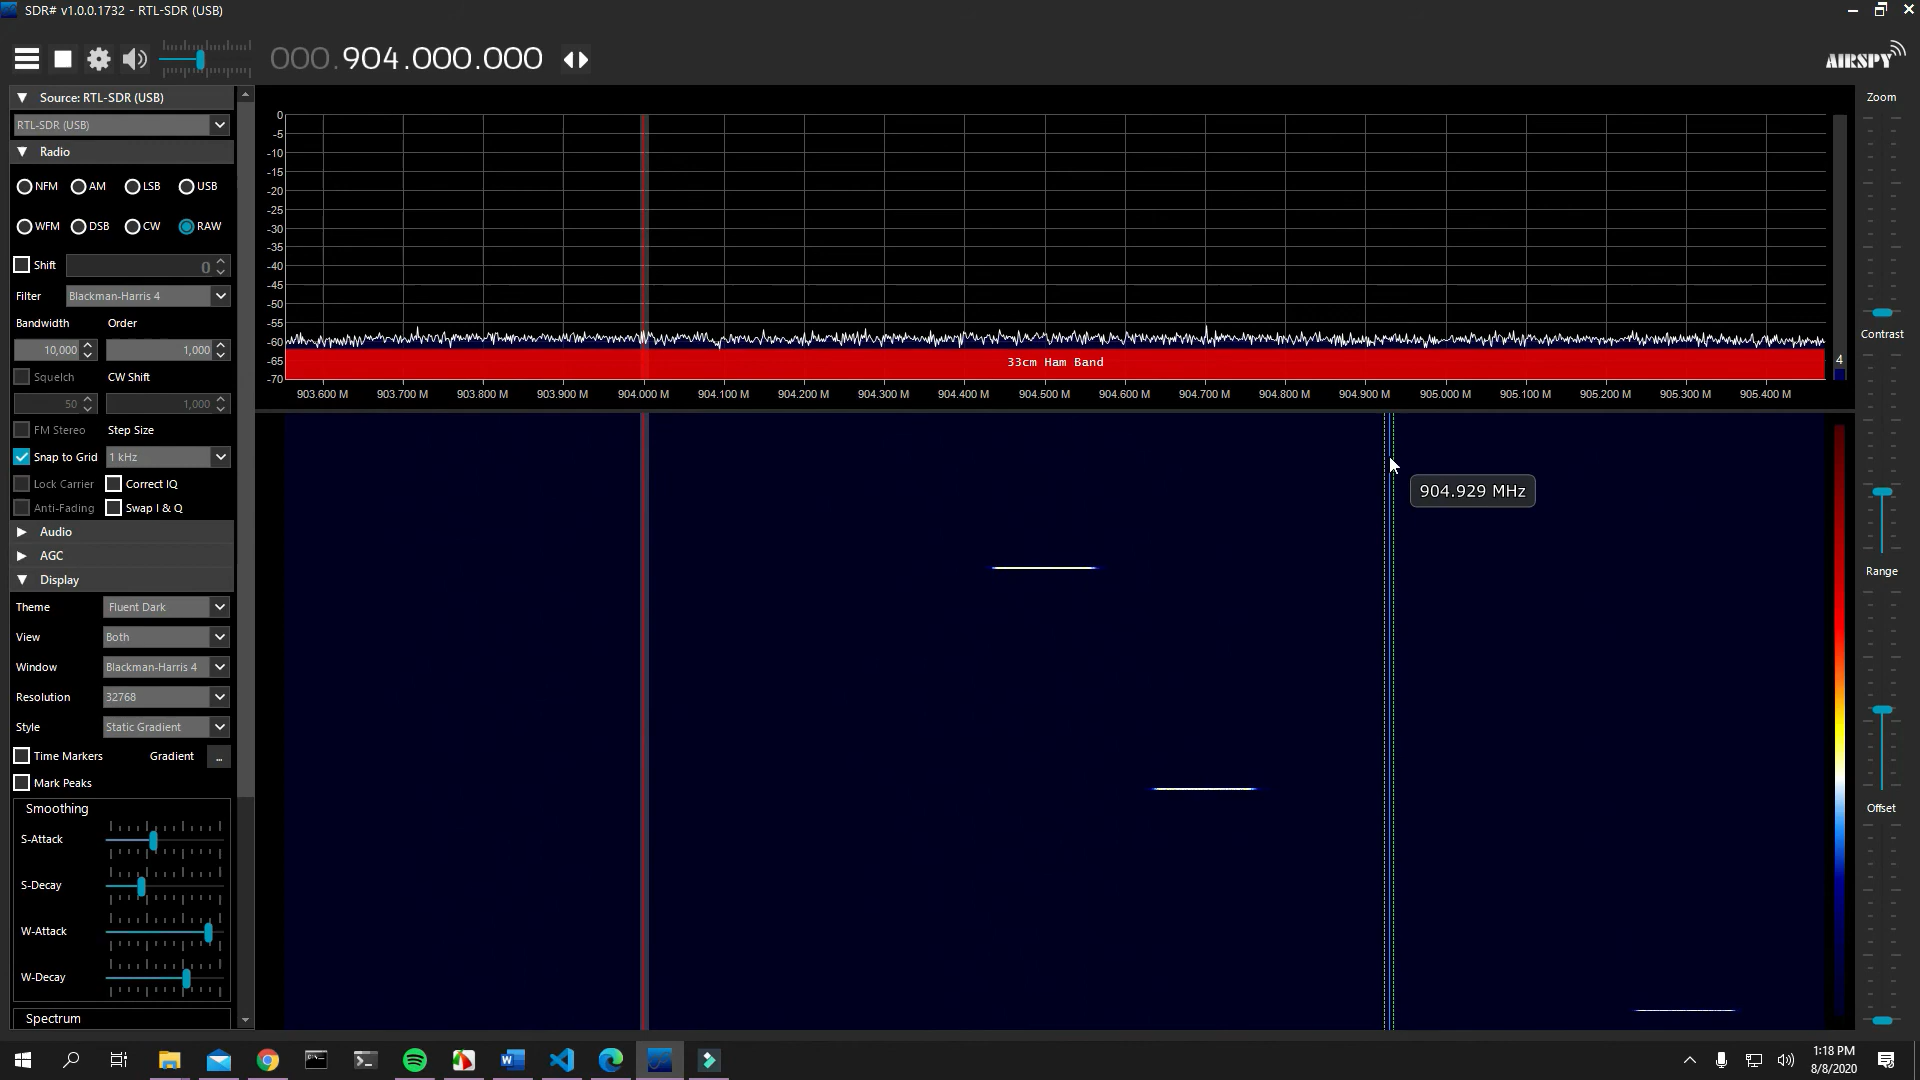 SDR# v1.0.0.1732 - RTL-SDR (USB)
000.904.000.000
AIRSPY
Source: RTL-SDR (USB)
RTL-SDR (USB)
Radio
NFM AM LSB USB
WFM DSB CW RAW
Shift 0
Filter Blackman-Harris 4
Bandwidth Order
10,000 1,000
Squelch CW Shift
50 1,000
FM Stereo Step Size
Snap to Grid 1 kHz
Lock Carrier Correct IQ
Anti-Fading Swap I & Q
Audio
AGC
Display
Theme Fluent Dark
View Both
Window Blackman-Harris 4
Resolution 32768
Style Static Gradient
Time Markers Gradient ...
Mark Peaks
Smoothing
S-Attack
S-Decay
W-Attack
W-Decay
Spectrum
0
-5
-10
-15
-20
-25
-30
-35
-40
-45
-50
-55
-60
-65
-70
33cm Ham Band
4
903.600 M 903.700 M 903.800 M 903.900 M 904.000 M 904.100 M 904.200 M 904.300 M 904.400 M 904.500 M 904.600 M 904.700 M 904.800 M 904.900 M 905.000 M 905.100 M 905.200 M 905.300 M 905.400 M
904.929 MHz
Zoom
Contrast
Range
Offset
1:18 PM
8/8/2020